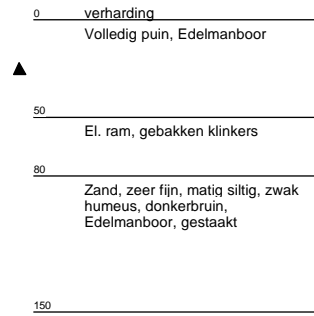 0 verharding
Volledig puin, Edelmanboor
50
El. ram, gebakken klinkers
80
Zand, zeer fijn, matig siltig, zwak
humeus, donkerbruin,
Edelmanboor, gestaakt
150